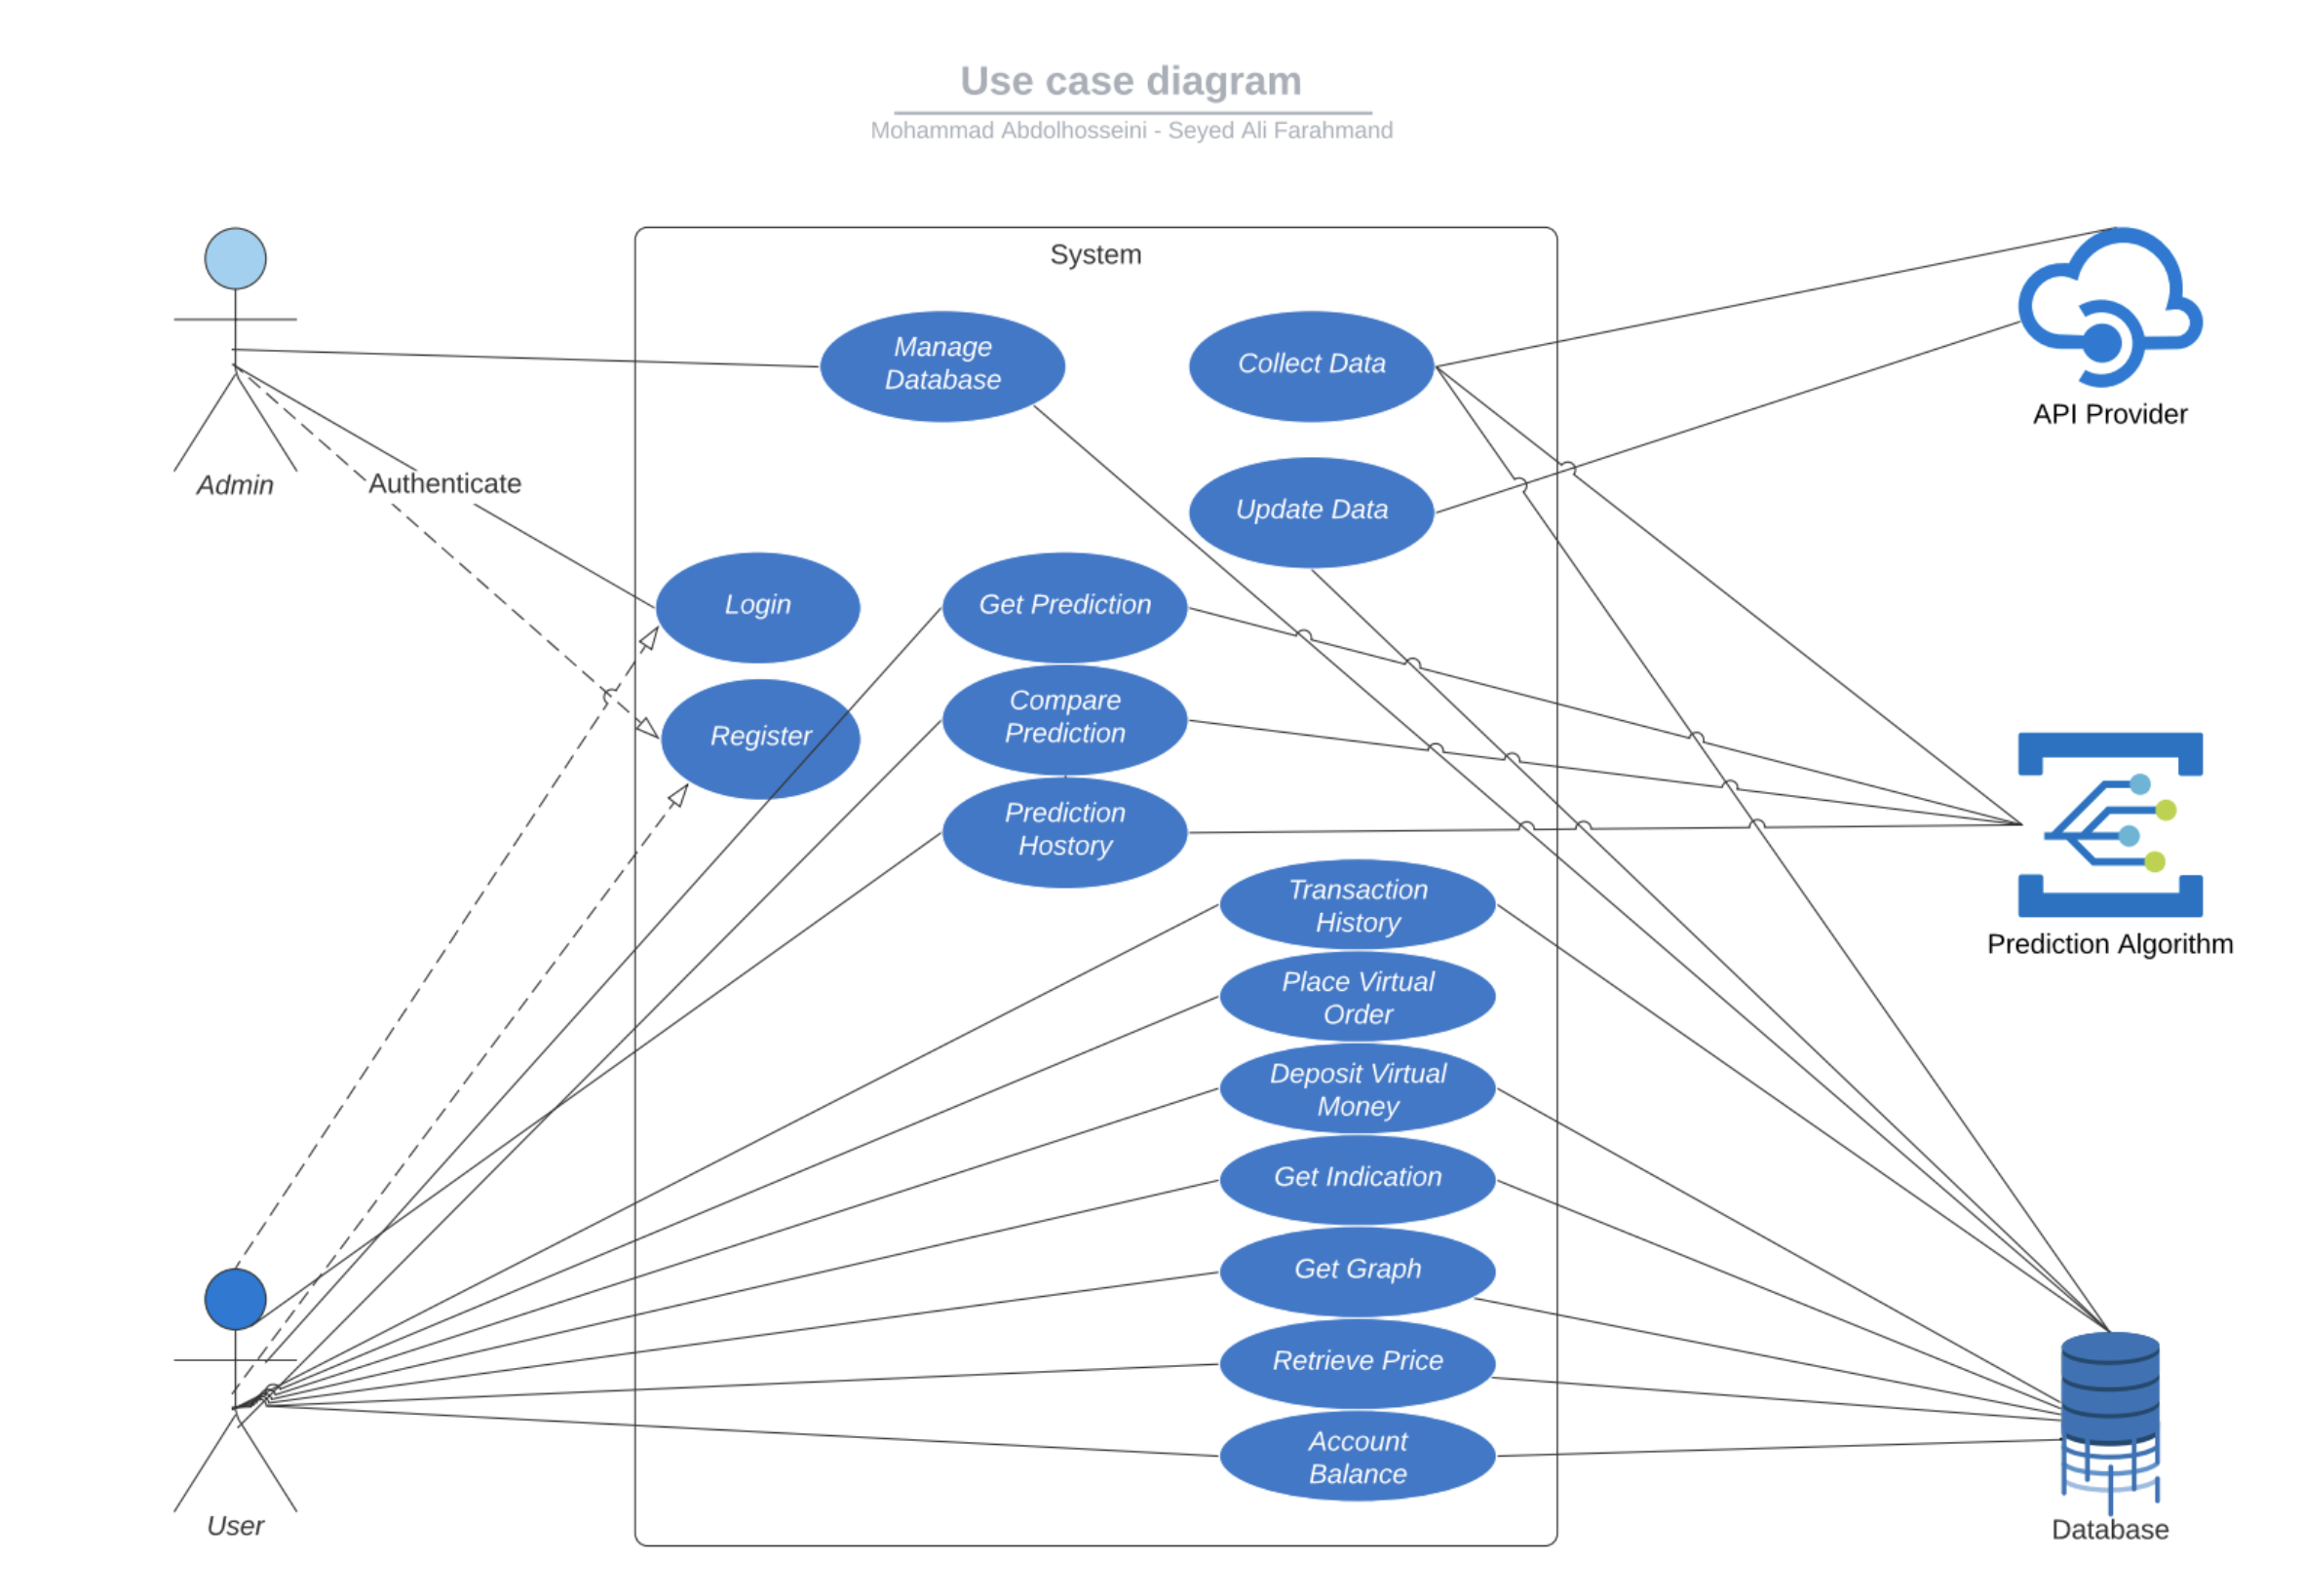 Use case diagram
Mohammad Abdolhosseini - Seyed Ali Farahmand
System
Manage
Database
Collect Data
API Provider
Admin
Authenticate
Update Data
Login
Get Prediction
Register
Compare
Prediction
Prediction
Hostory
Prediction Algorithm
Transaction
History
Place Virtual
Order
Deposit Virtual
Money
Get Indication
Get Graph
Retrieve Price
Account
Balance
User
Database